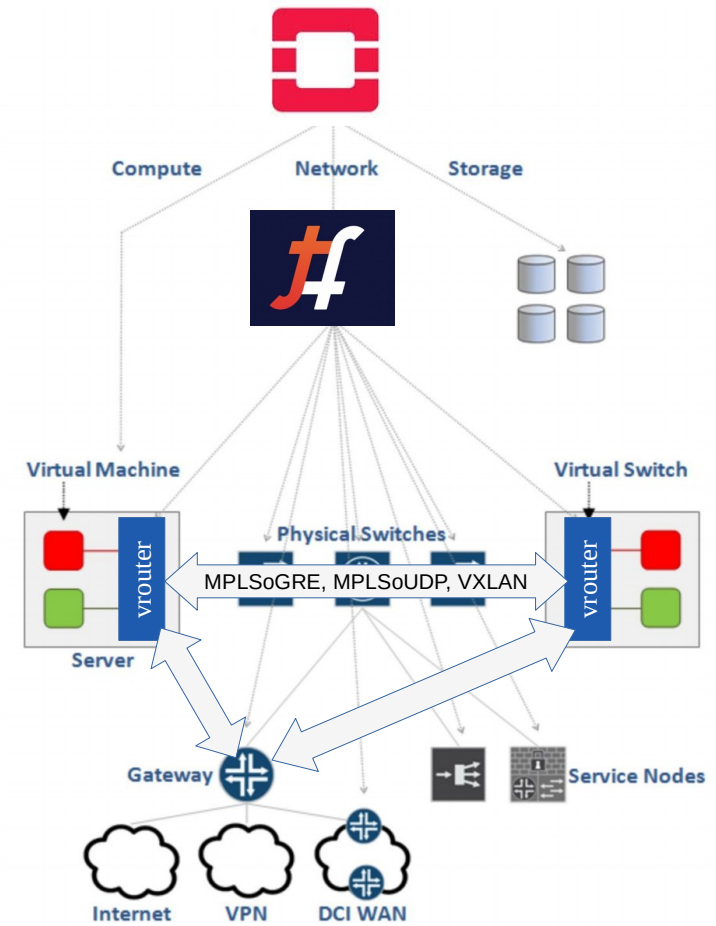 Compute
Network
Storage
Virtual Machine
Virtual Switch
Physical Switches
vrouter
MPLSoGRE, MPLSoUDP, VXLAN
vrouter
Server
Gateway
Service Nodes
Internet
VPN
DCI WAN